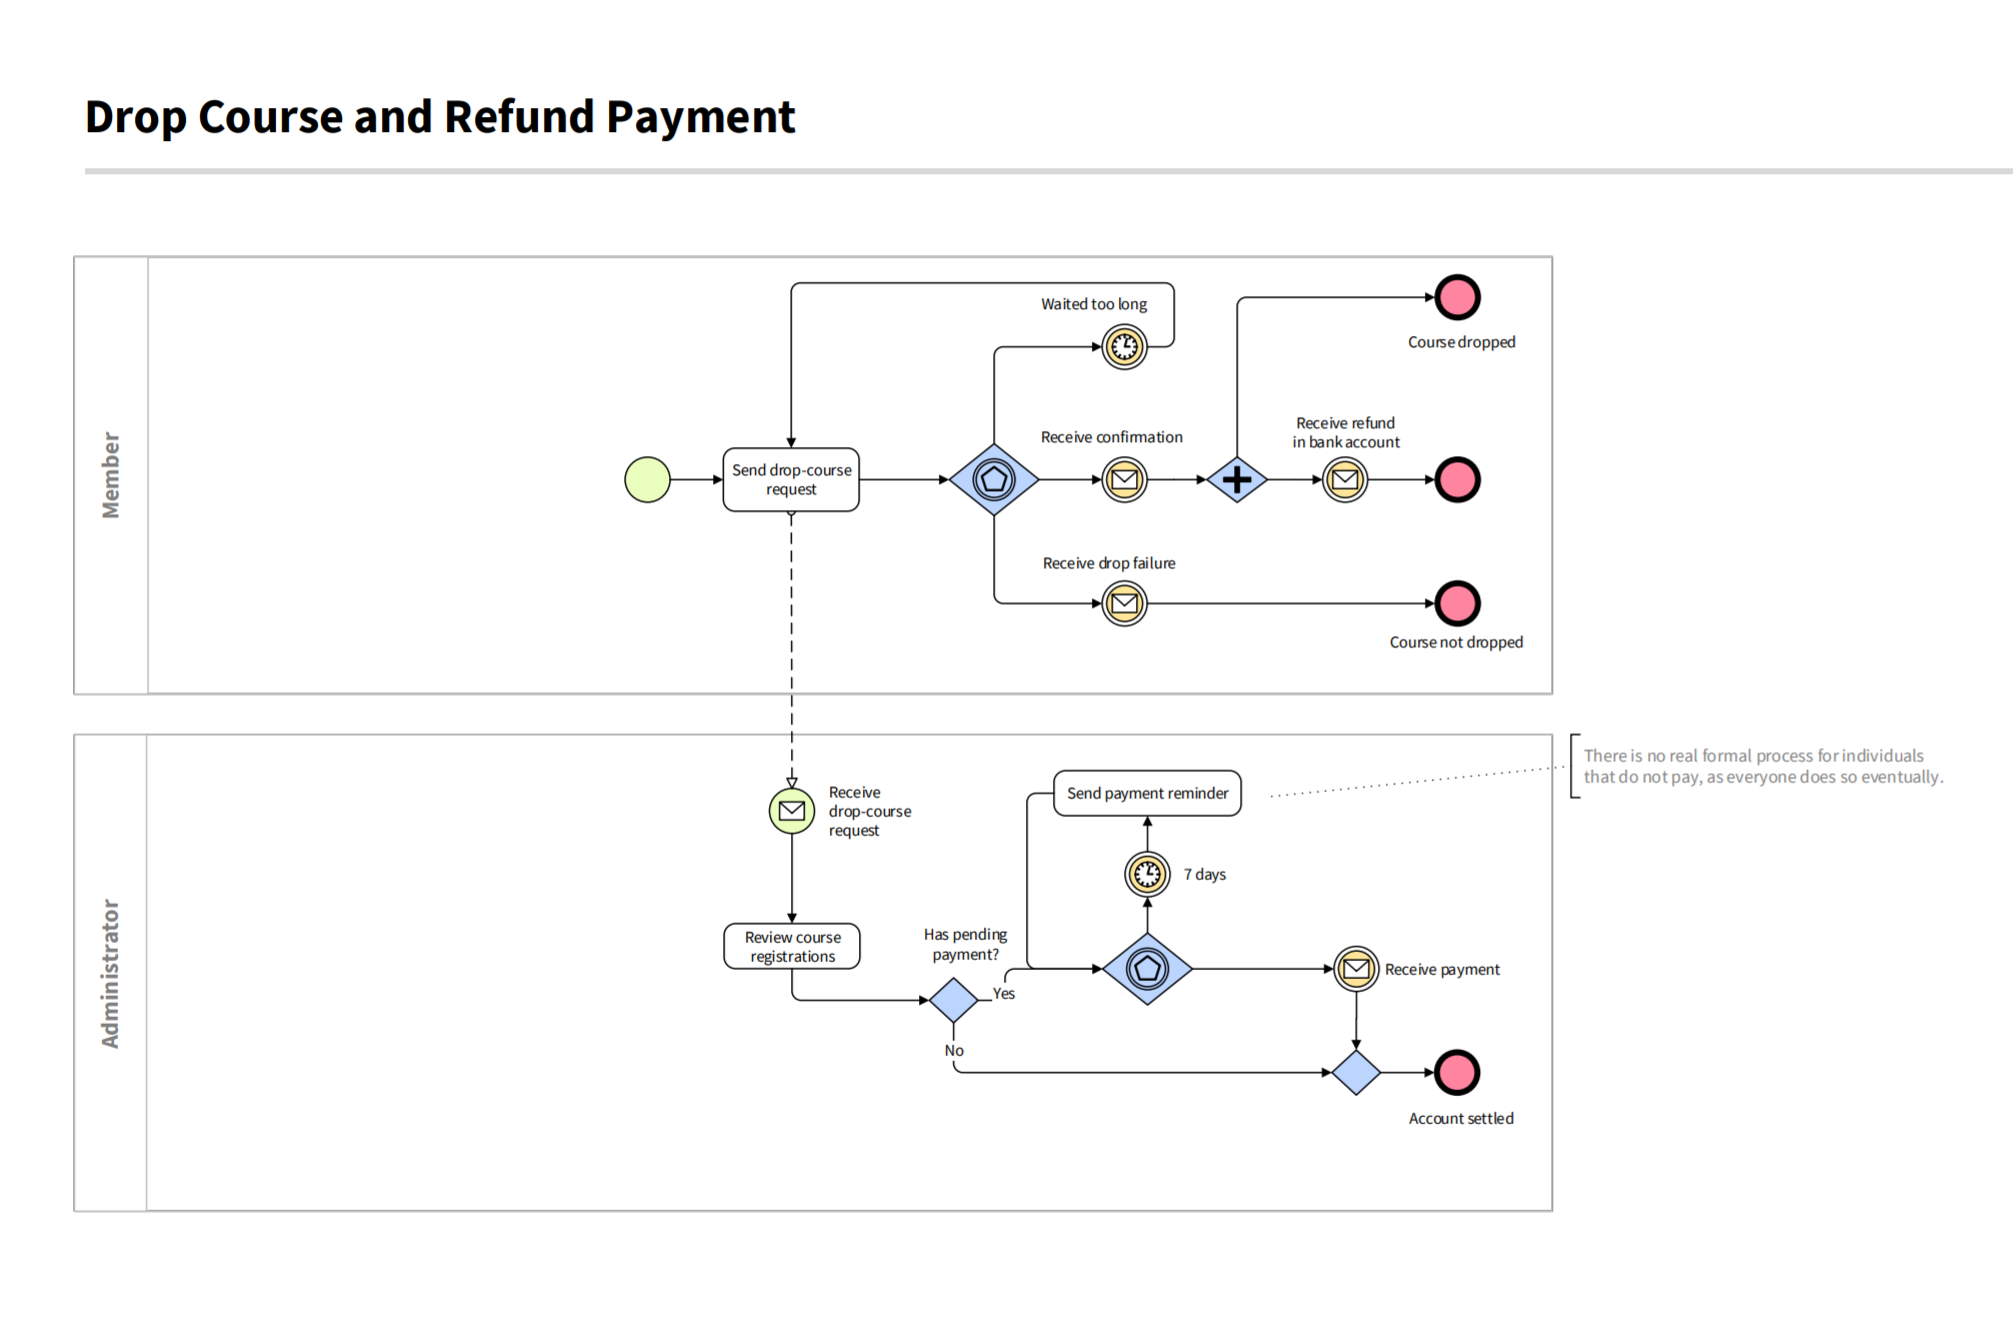 Drop Course and Refund Payment
Member
Waited too long
Course dropped
Receive confirmation
Receive refund
in bank account
Send drop-course
request
Receive drop failure
Course not dropped
Administrator
There is no real formal process for individuals
that do not pay, as everyone does so eventually.
Receive
drop-course
request
Send payment reminder
7 days
Review course
registrations
Has pending
payment?
Yes
Receive payment
No
Account settled